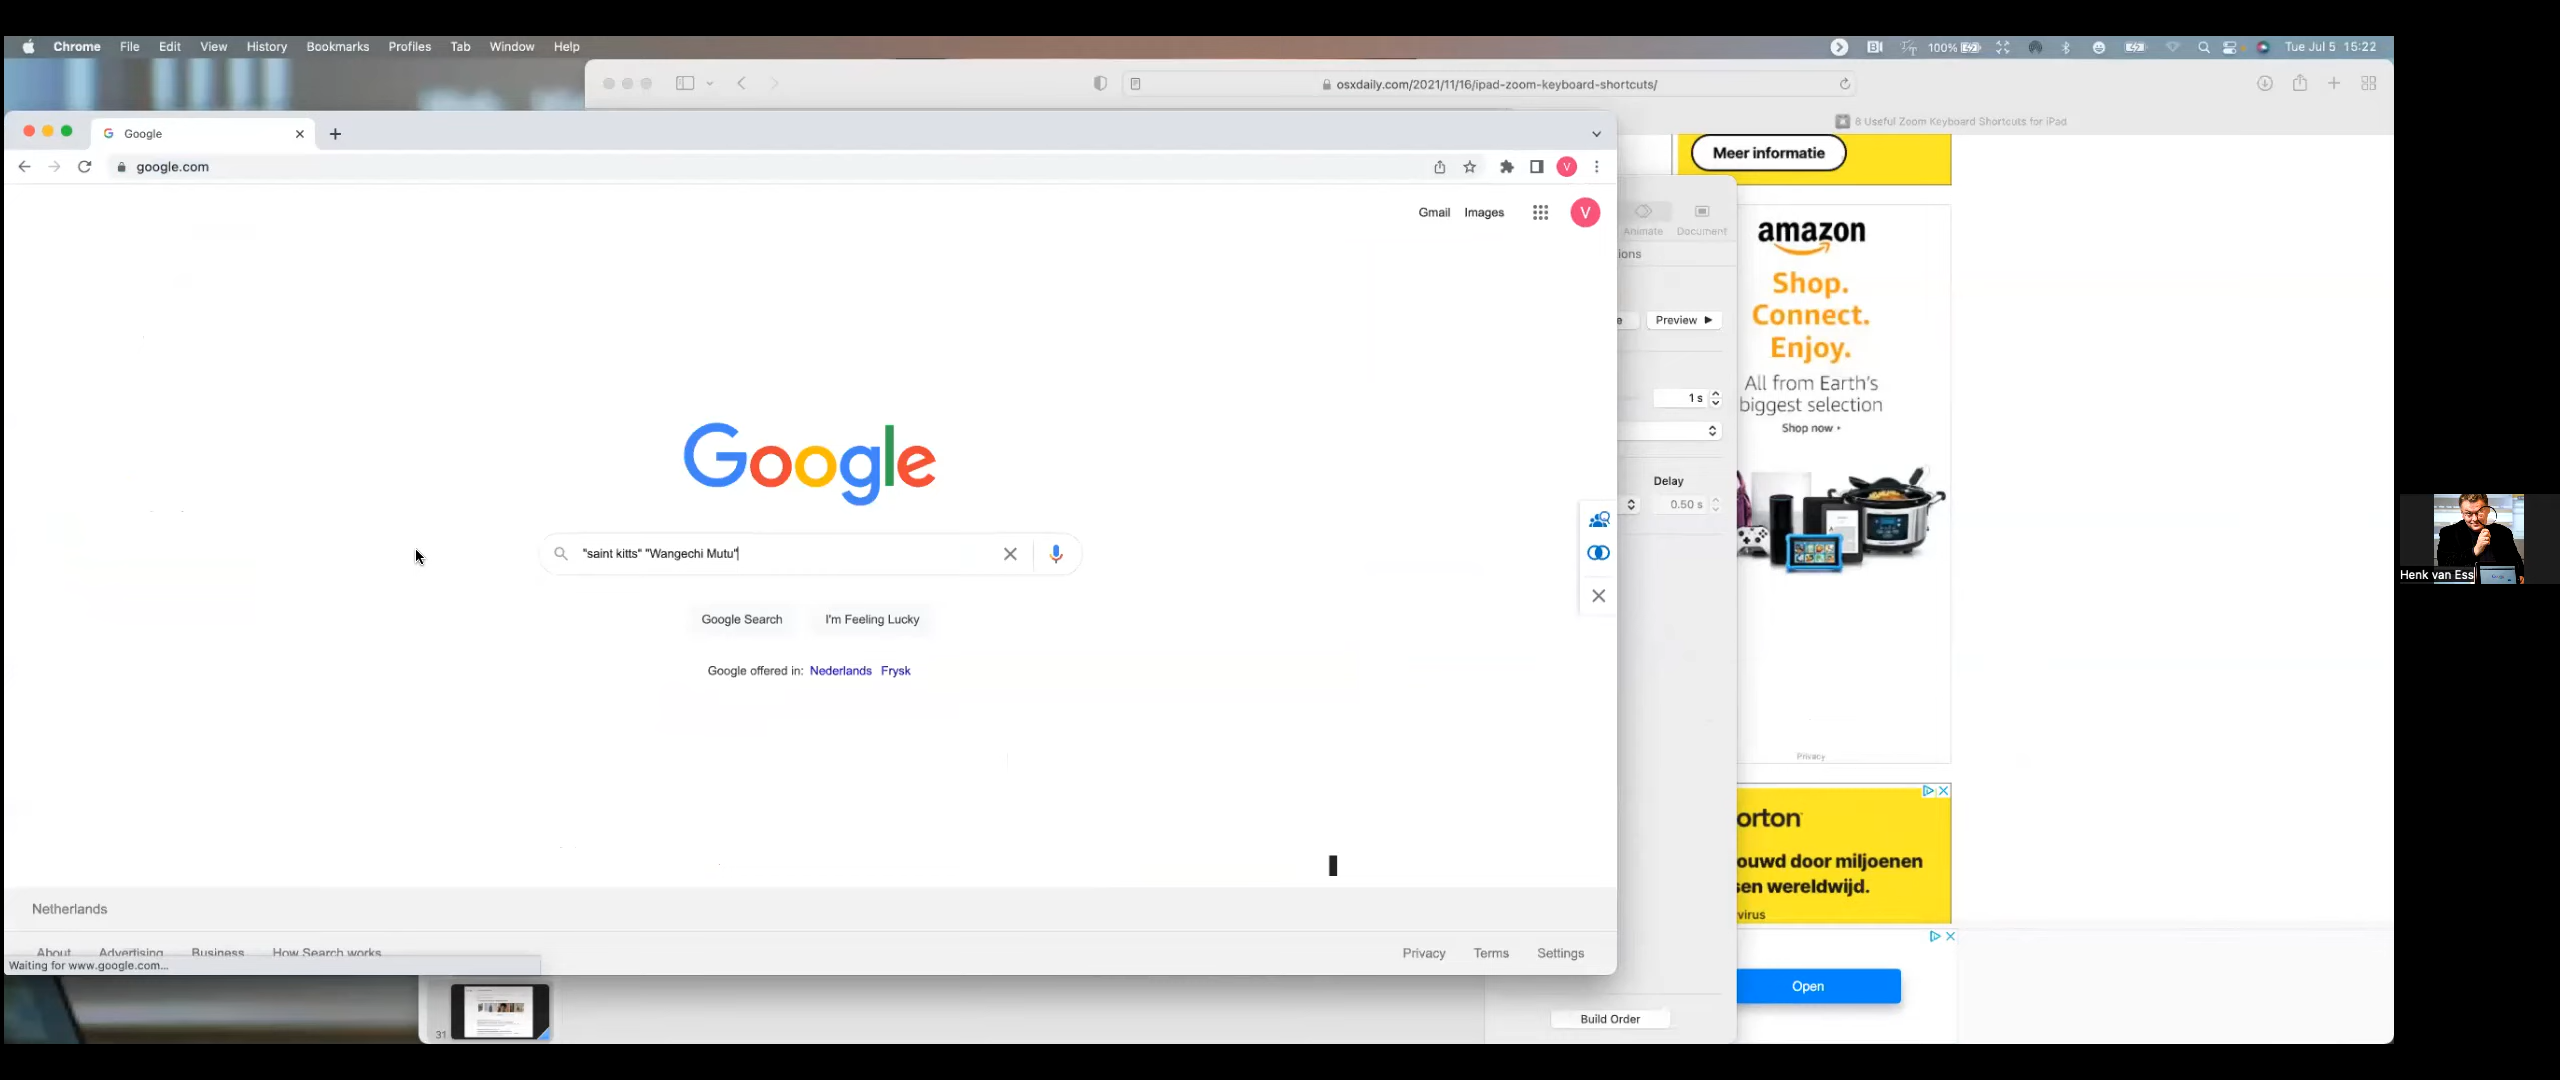 Chrome File Edit View History Bookmarks Profiles Tab Window Help
100% Tue Jul 5 15:22
osxdaily.com/2021/11/16/ipad-zoom-keyboard-shortcuts/
8 Useful Zoom Keyboard Shortcuts for iPad
Google
google.com
V
Gmail Images
V
Google
"saint kitts" "Wangechi Mutu"
Google Search I'm Feeling Lucky
Google offered in: Nederlands Frysk
Netherlands
About Advertising Business How Search works
Privacy Terms Settings
Waiting for www.google.com...
31
Animate Document
ions
e Preview
1 s
Delay
0.50 s
Build Order
Meer informatie
amazon
Shop.
Connect.
Enjoy.
All from Earth's
biggest selection
Shop now
Privacy
orton
ouwd door miljoenen
sen wereldwijd.
virus
Open
Henk van Ess